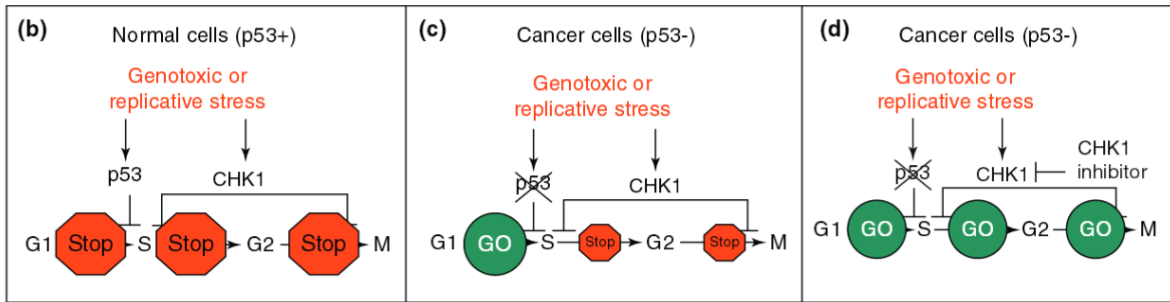 (b)
Normal cells (p53+)
Genotoxic or
replicative stress
p53
CHK1
G1 Stop S Stop G2 Stop M
(c)
Cancer cells (p53-)
Genotoxic or
replicative stress
p53
CHK1
G1 GO S Stop G2 Stop M
(d)
Cancer cells (p53-)
Genotoxic or
replicative stress
p53
CHK1
CHK1
inhibitor
G1 GO S GO G2 GO M